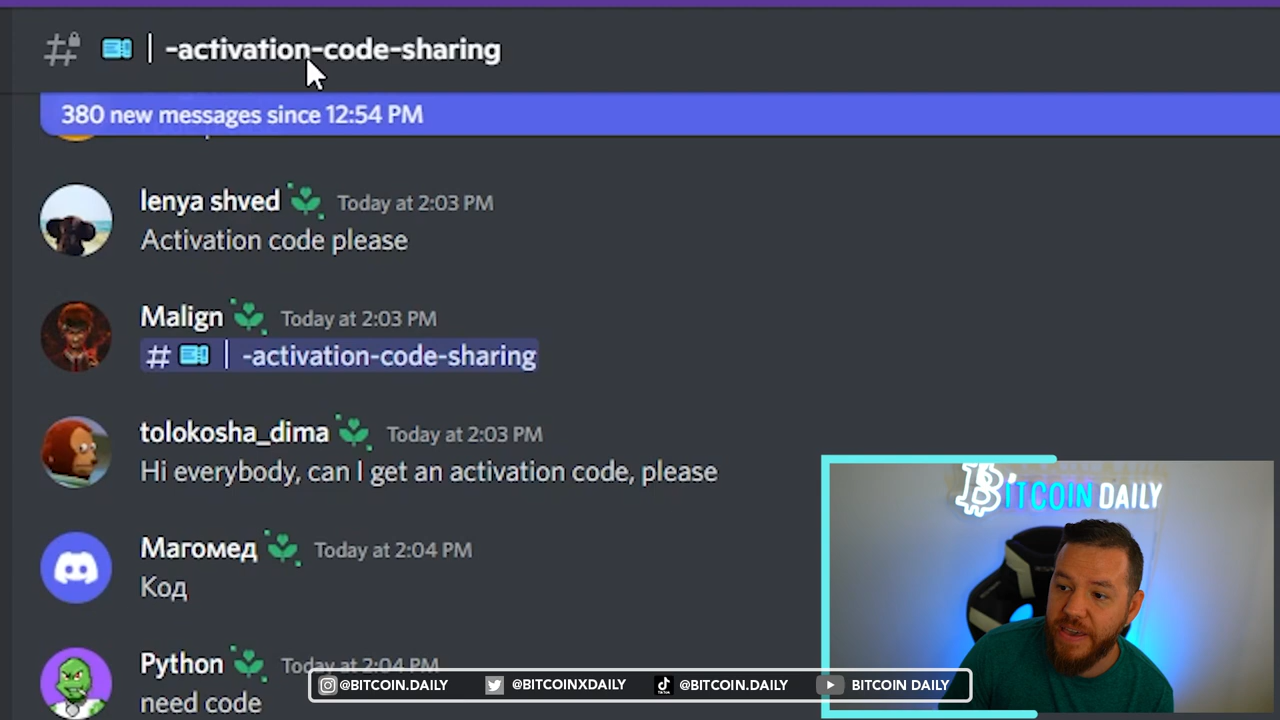 -activation-code-sharing
380 new messages since 12:54 PM
lenya shved Today at 2:03 PM
Activation code please
Malign Today at 2:03 PM
# | -activation-code-sharing
tolokosha_dima Today at 2:03 PM
Hi everybody, can I get an activation code, please
Магомед Today at 2:04 PM
Код
Python Today at 2:04 PM
need code
BITCOIN DAILY
@BITCOIN.DAILY @BITCOINXDAILY @BITCOIN.DAILY BITCOIN DAILY